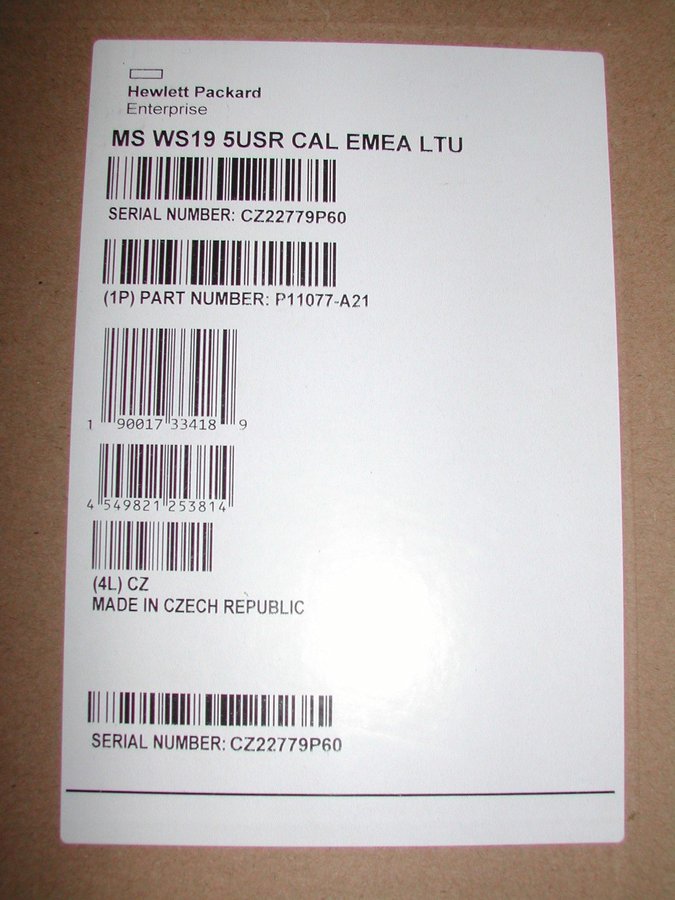 Hewlett Packard
Enterprise
MS WS19 5USR CAL EMEA LTU
SERIAL NUMBER: CZ22779P60
(1P) PART NUMBER: P11077-A21
1 90017 33418 9
4 549821 253814
(4L) CZ
MADE IN CZECH REPUBLIC
SERIAL NUMBER: CZ22779P60